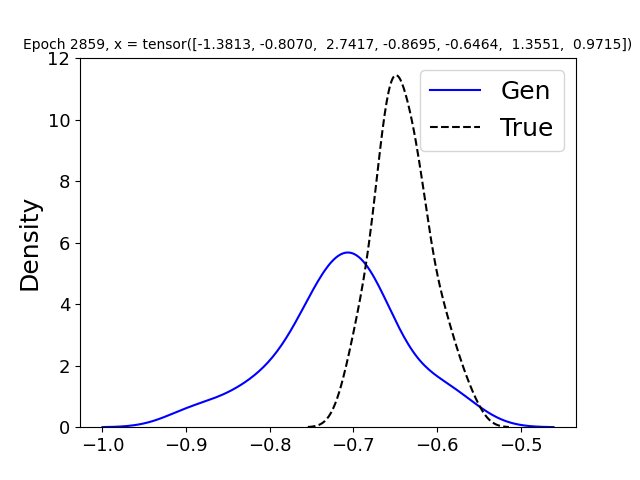 Epoch 2859, x = tensor([-1.3813, -0.8070,  2.7417, -0.8695, -0.6464,  1.3551,  0.9715])
12
10
8
6
4
2
0
Density
Gen
True
−1.0 −0.9 −0.8 −0.7 −0.6 −0.5